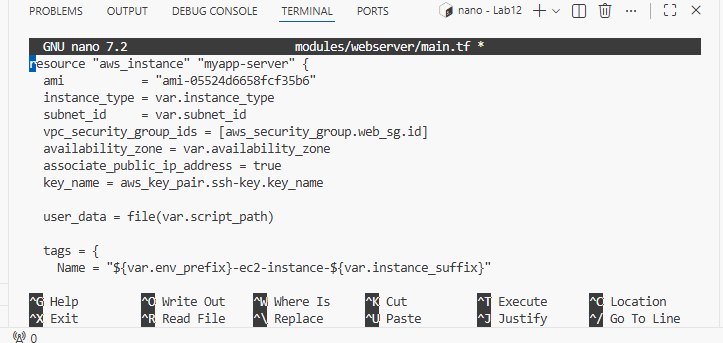 PROBLEMS OUTPUT DEBUG CONSOLE TERMINAL PORTS nano - Lab12
GNU nano 7.2 modules/webserver/main.tf *
resource "aws_instance" "myapp-server" {
ami = "ami-05524d6658fcf35b6"
instance_type = var.instance_type
subnet_id = var.subnet_id
vpc_security_group_ids = [aws_security_group.web_sg.id]
availability_zone = var.availability_zone
associate_public_ip_address = true
key_name = aws_key_pair.ssh-key.key_name
user_data = file(var.script_path)
tags = {
Name = "${var.env_prefix}-ec2-instance-${var.instance_suffix}"
^G Help ^O Write Out ^W Where Is ^K Cut ^T Execute ^C Location
^X Exit ^R Read File ^\ Replace ^U Paste ^J Justify ^/ Go To Line
0